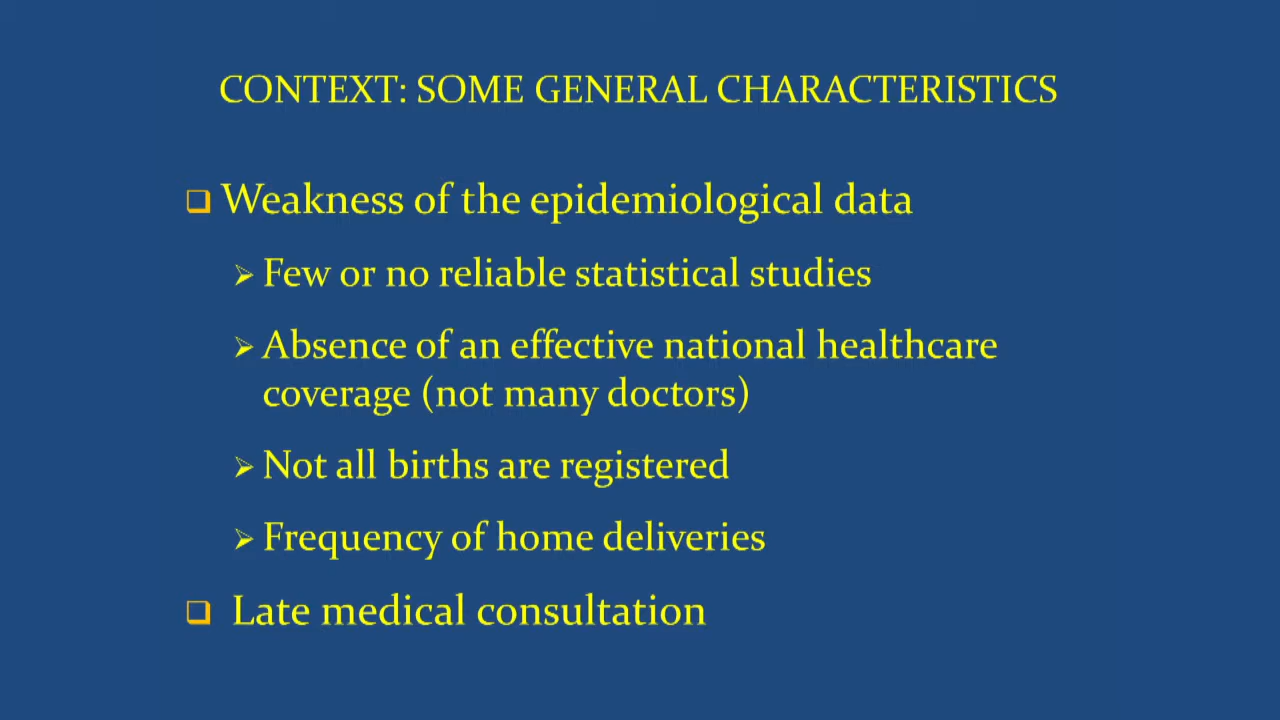 CONTEXT: SOME GENERAL CHARACTERISTICS
Weakness of the epidemiological data
Few or no reliable statistical studies
Absence of an effective national healthcare
coverage (not many doctors)
Not all births are registered
Frequency of home deliveries
Late medical consultation